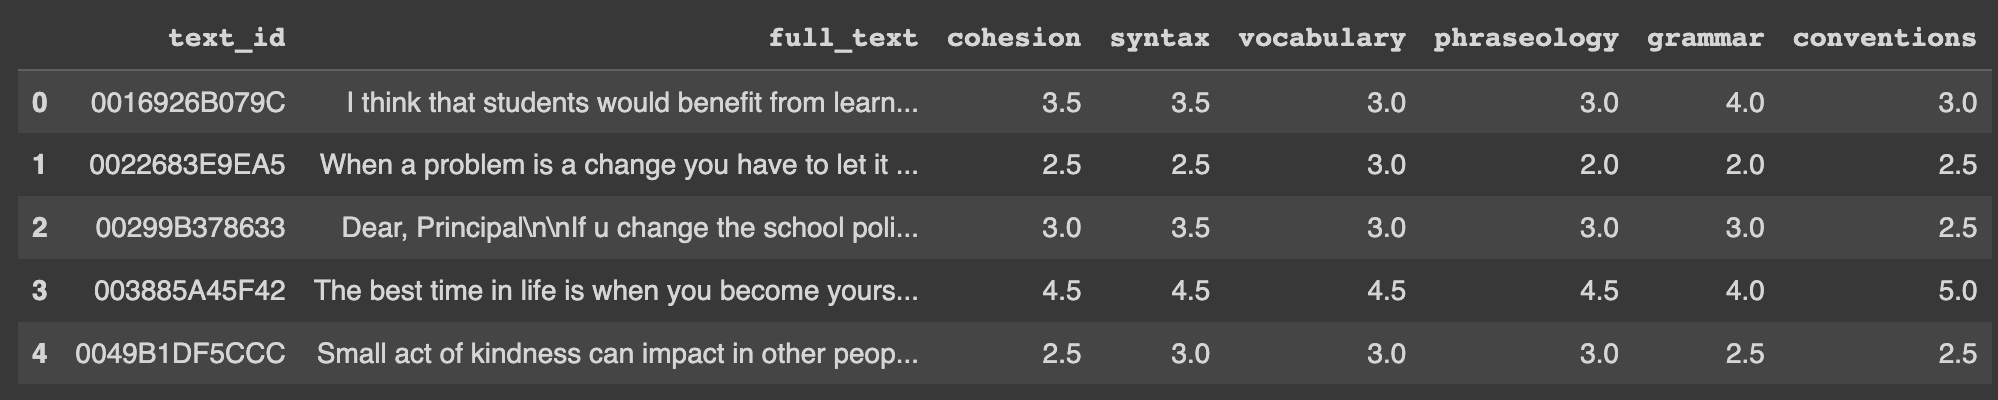 text_id full_text cohesion syntax vocabulary phraseology grammar conventions
0 0016926B079C I think that students would benefit from learn... 3.5 3.5 3.0 3.0 4.0 3.0
1 0022683E9EA5 When a problem is a change you have to let it ... 2.5 2.5 3.0 2.0 2.0 2.5
2 00299B378633 Dear, Principal\n\nIf u change the school poli... 3.0 3.5 3.0 3.0 3.0 2.5
3 003885A45F42 The best time in life is when you become yours... 4.5 4.5 4.5 4.5 4.0 5.0
4 0049B1DF5CCC Small act of kindness can impact in other peop... 2.5 3.0 3.0 3.0 2.5 2.5